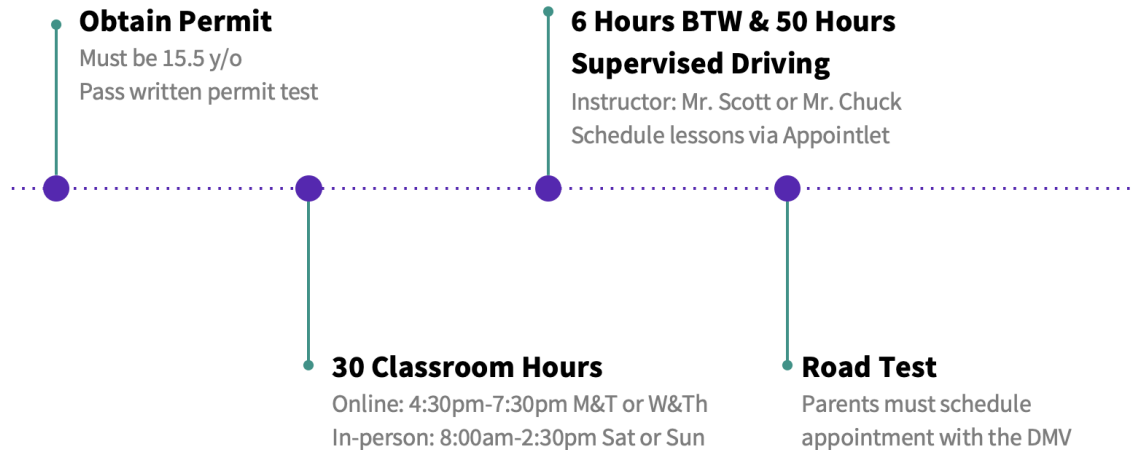 Obtain Permit
Must be 15.5 y/o
Pass written permit test
30 Classroom Hours
Online: 4:30pm-7:30pm M&T or W&Th
In-person: 8:00am-2:30pm Sat or Sun
6 Hours BTW & 50 Hours
Supervised Driving
Instructor: Mr. Scott or Mr. Chuck
Schedule lessons via Appointlet
Road Test
Parents must schedule
appointment with the DMV